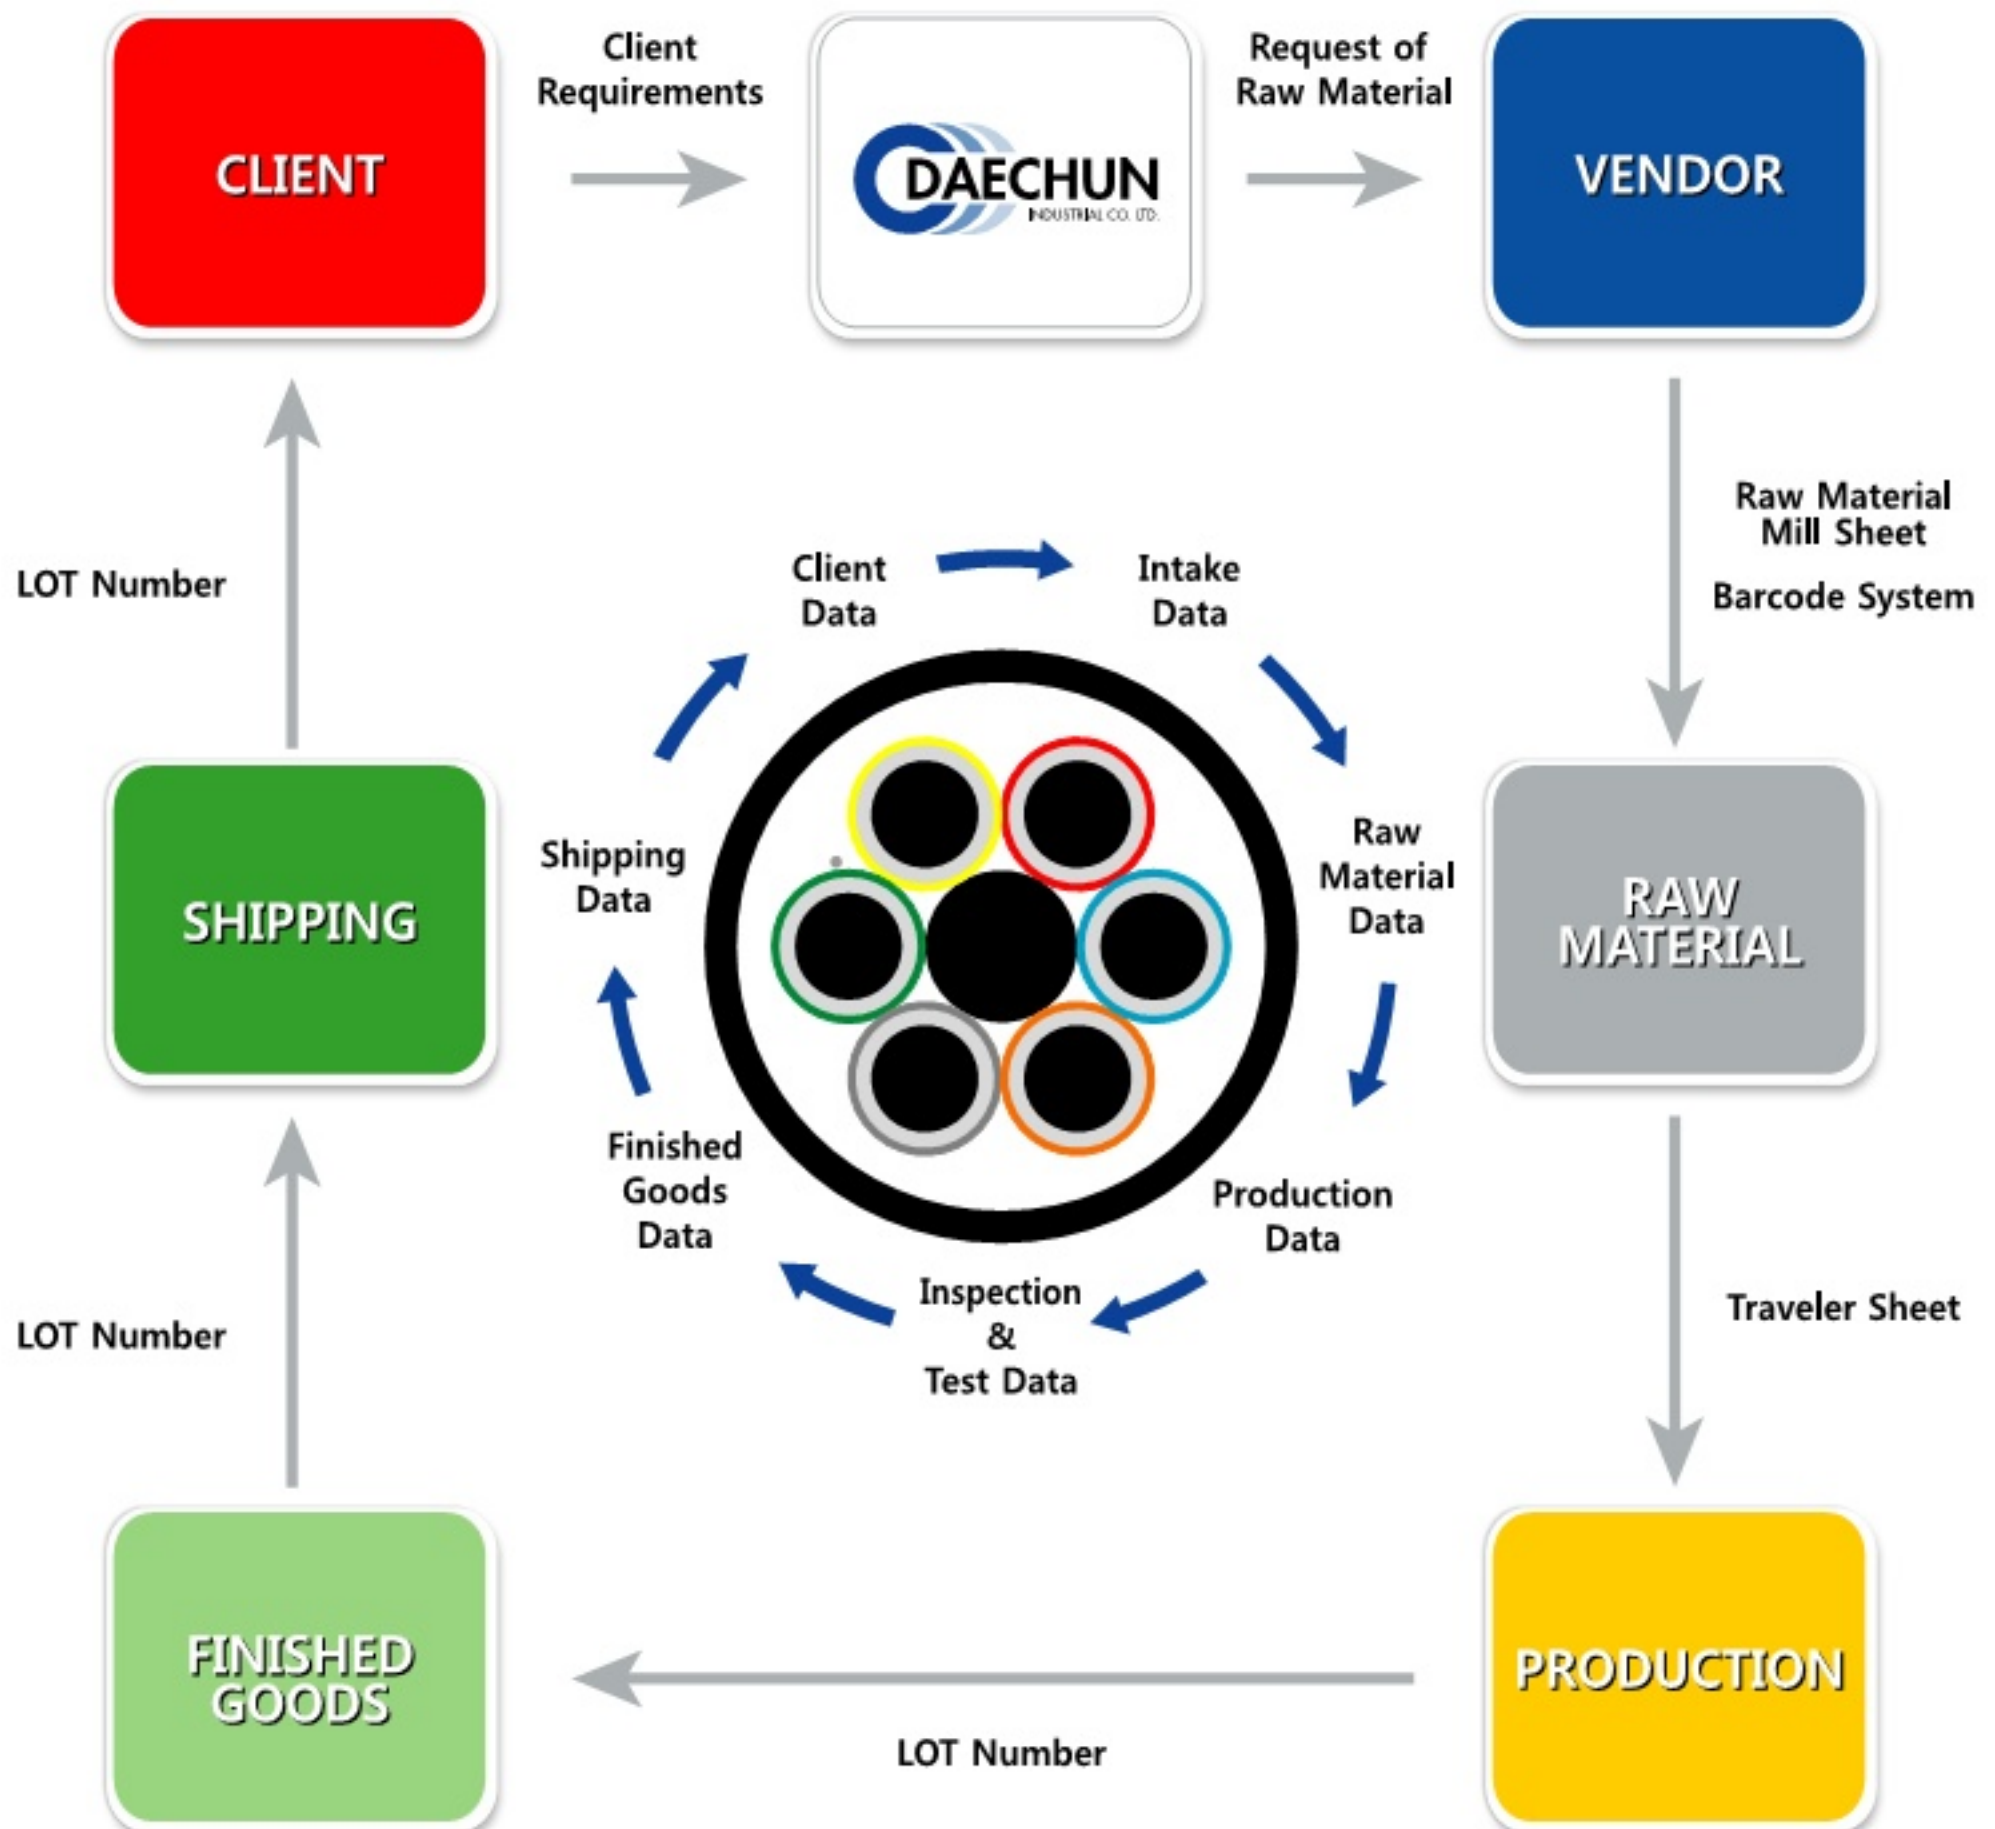 Client
Requirements
Request of
Raw Material
CLIENT
DAECHUN
INDUSTRIAL CO. LTD.
VENDOR
Raw Material
Mill Sheet
Barcode System
LOT Number
Client
Data
Intake
Data
Raw
Material
Data
Shipping
Data
SHIPPING
RAW
MATERIAL
Finished
Goods
Data
Production
Data
Inspection
&
Test Data
Traveler Sheet
LOT Number
FINISHED
GOODS
PRODUCTION
LOT Number